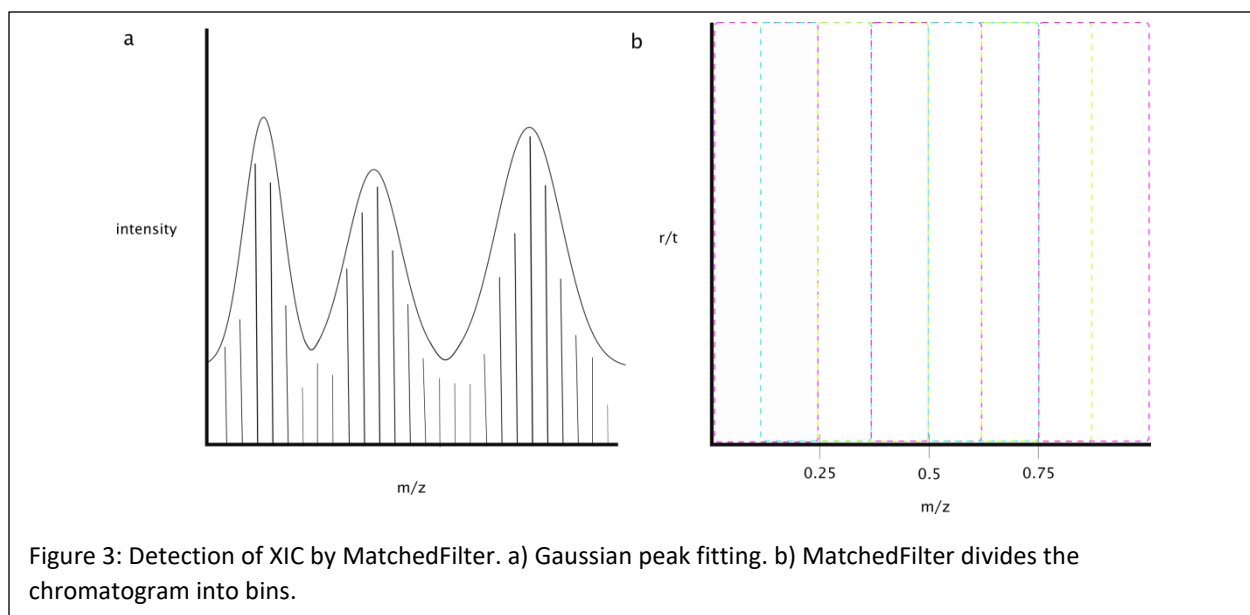 a
b
intensity
r/t
0.25 0.5 0.75
m/z
m/z
Figure 3: Detection of XIC by MatchedFilter. a) Gaussian peak fitting. b) MatchedFilter divides the
chromatogram into bins.